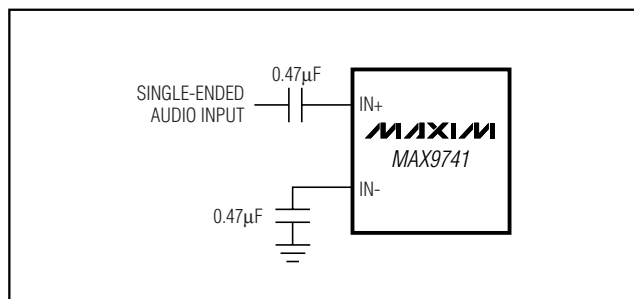 0.47µF
SINGLE-ENDED
AUDIO INPUT
IN+
MAXIM
MAX9741
IN-
0.47µF